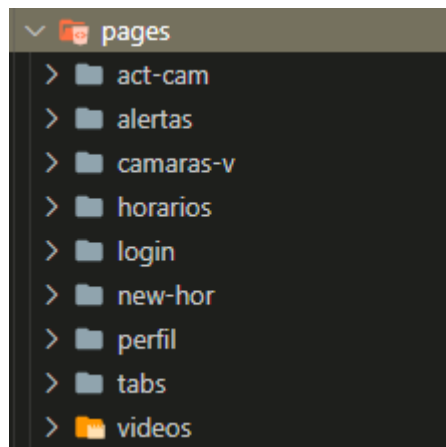 pages
act-cam
alertas
camaras-v
horarios
login
new-hor
perfil
tabs
videos